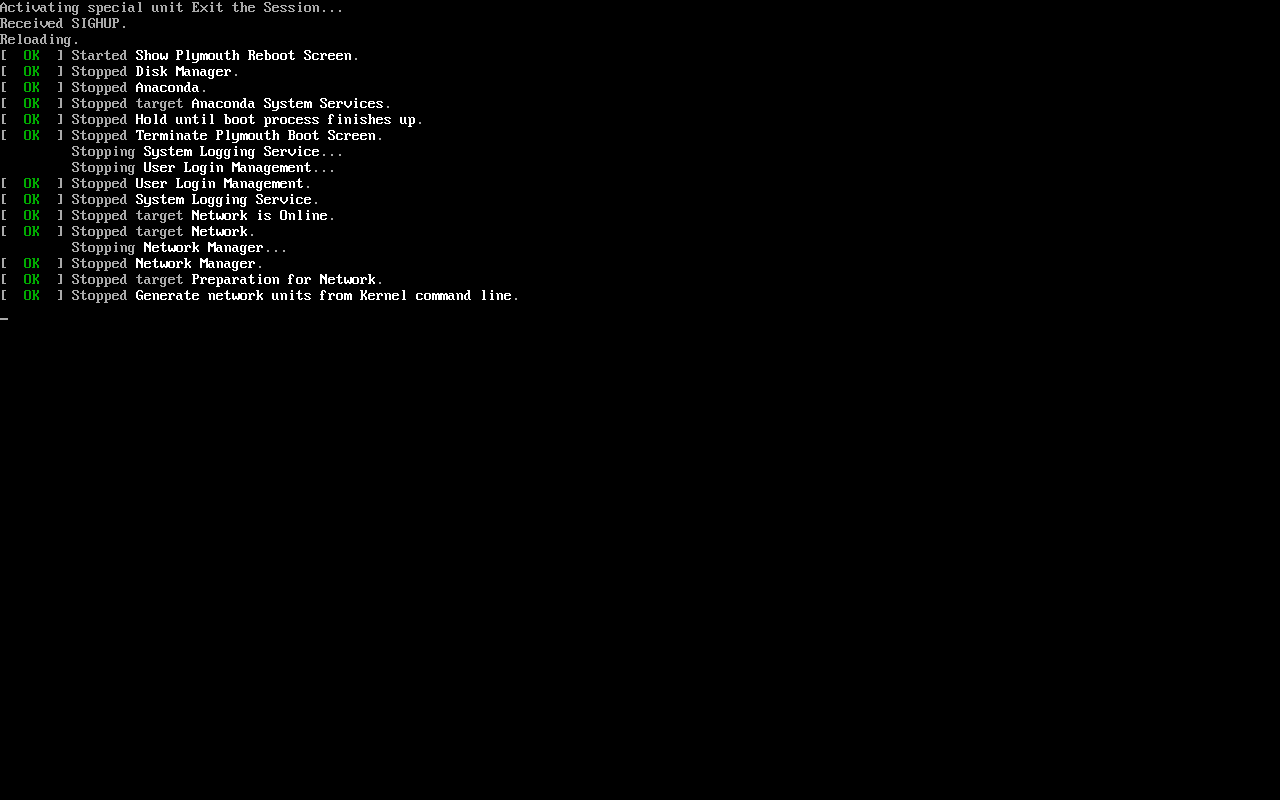 Activating special unit Exit the Session...
Received SIGHUP.
Reloading.
[  OK  ] Started Show Plymouth Reboot Screen.
[  OK  ] Stopped Disk Manager.
[  OK  ] Stopped Anaconda.
[  OK  ] Stopped target Anaconda System Services.
[  OK  ] Stopped Hold until boot process finishes up.
[  OK  ] Stopped Terminate Plymouth Boot Screen.
         Stopping System Logging Service...
         Stopping User Login Management...
[  OK  ] Stopped User Login Management.
[  OK  ] Stopped System Logging Service.
[  OK  ] Stopped target Network is Online.
[  OK  ] Stopped target Network.
         Stopping Network Manager...
[  OK  ] Stopped Network Manager.
[  OK  ] Stopped target Preparation for Network.
[  OK  ] Stopped Generate network units from Kernel command line.